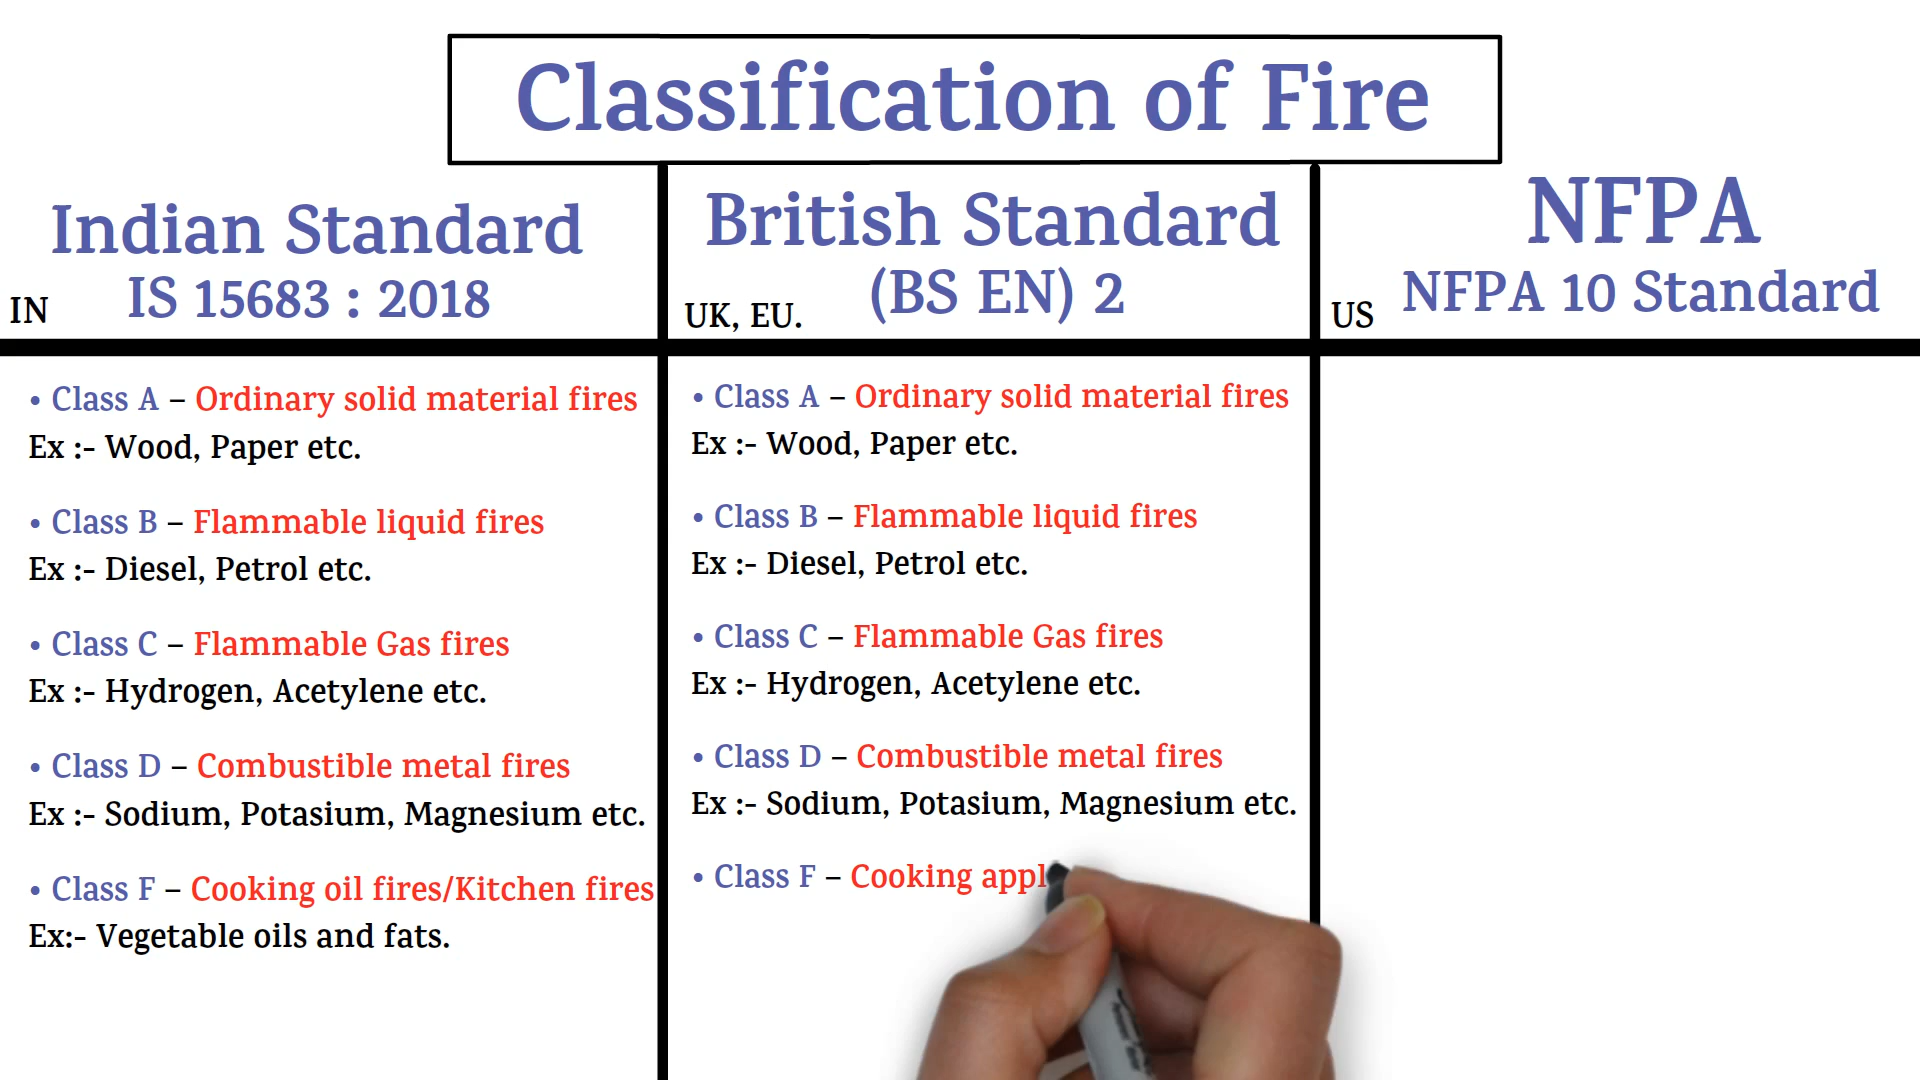 Classification of Fire
Indian Standard
IS 15683 : 2018
IN
• Class A – Ordinary solid material fires
Ex :- Wood, Paper etc.
• Class B – Flammable liquid fires
Ex :- Diesel, Petrol etc.
• Class C – Flammable Gas fires
Ex :- Hydrogen, Acetylene etc.
• Class D – Combustible metal fires
Ex :- Sodium, Potasium, Magnesium etc.
• Class F – Cooking oil fires/Kitchen fires
Ex:- Vegetable oils and fats.
British Standard
(BS EN) 2
UK, EU.
• Class A – Ordinary solid material fires
Ex :- Wood, Paper etc.
• Class B – Flammable liquid fires
Ex :- Diesel, Petrol etc.
• Class C – Flammable Gas fires
Ex :- Hydrogen, Acetylene etc.
• Class D – Combustible metal fires
Ex :- Sodium, Potasium, Magnesium etc.
• Class F – Cooking appl
NFPA
NFPA 10 Standard
US